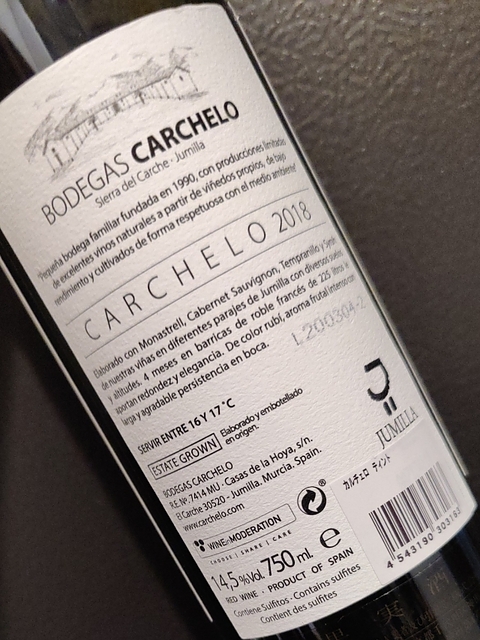 BODEGAS CARCHELO
Sierra del Carche · Jumilla
"Pequeña bodega familiar fundada en 1990, con producciones limitadas
de excelentes vinos naturales a partir de viñedos propios, de bajo
rendimiento y cultivados de forma respetuosa con el medio ambiente"
CARCHELO 2018
Elaborado con Monastrell, Cabernet Sauvignon, Tempranillo y Syrah
de nuestras viñas en diferentes parajes de Jumilla con diversos suelos
y altitudes. 4 meses en barricas de roble francés de 225 litros le
aportan redondez y elegancia. De color rubí, aroma frutal intenso con
larga y agradable persistencia en boca.
L200304-2
SERVIR ENTRE 16 Y 17 °C
ESTATE GROWN
Elaborado y embotellado
en origen.
JUMILLA
BODEGAS CARCHELO
R.E. Nº.7414 MU - Casas de la Hoya, s/n.
El Carche 30520 - Jumilla. Murcia. Spain.
www.carchelo.com
カルチェロ ティント
WINE in MODERATION
CHOOSE | SHARE | CARE
14,5%Vol. 750 ml. e
RED WINE · PRODUCT OF SPAIN
Contiene Sulfitos - Contains sulfites
Contient des sulfites
4 543190 303193